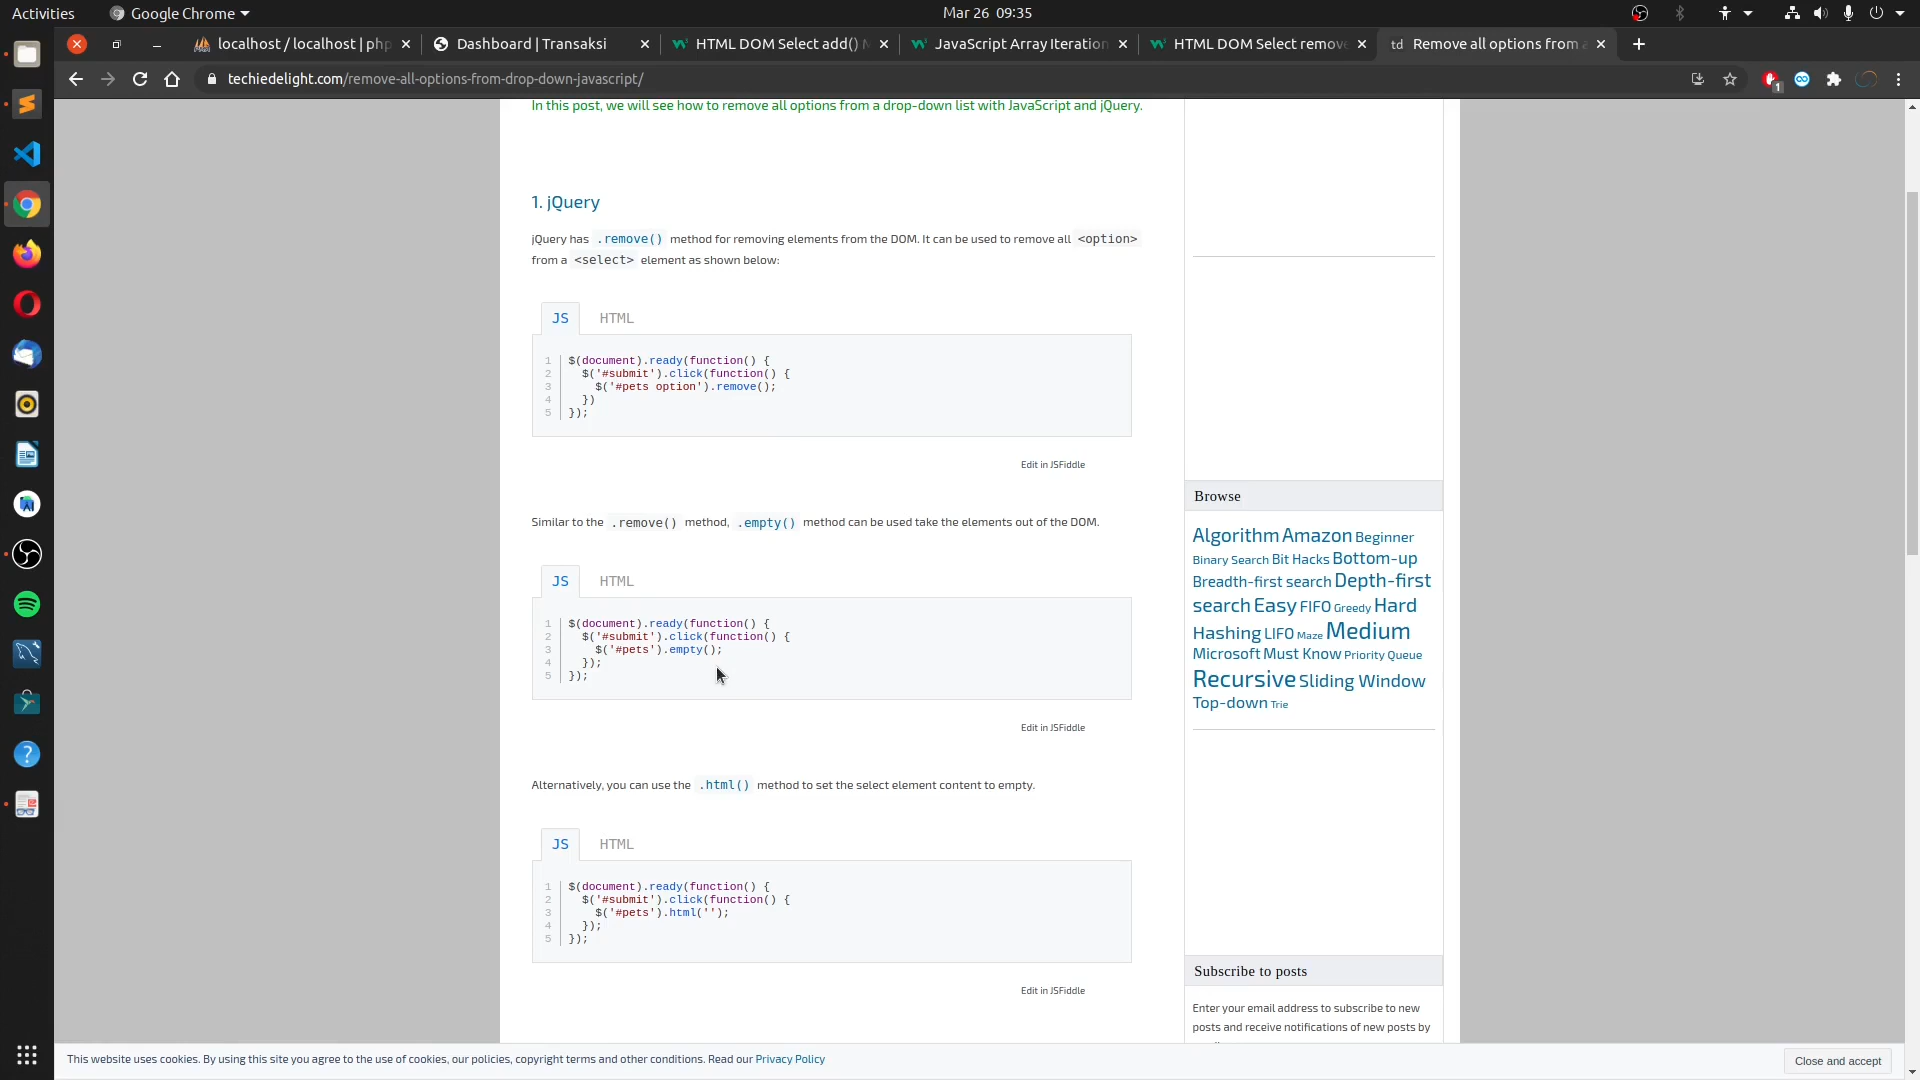 Activities
Google Chrome
Mar 26 09:35
localhost / localhost | php
Dashboard | Transaksi
HTML DOM Select add() M
JavaScript Array Iteration
HTML DOM Select remove
td Remove all options from a
techiedelight.com/remove-all-options-from-drop-down-javascript/
1
In this post, we will see how to remove all options from a drop-down list with JavaScript and jQuery.
1. jQuery
jQuery has .remove() method for removing elements from the DOM. It can be used to remove all <option>
from a <select> element as shown below:
JS HTML
1 $(document).ready(function() {
2 $('#submit').click(function() {
3 $('#pets option').remove();
4 })
5 });
Edit in JSFiddle
Similar to the .remove() method, .empty() method can be used take the elements out of the DOM.
JS HTML
1 $(document).ready(function() {
2 $('#submit').click(function() {
3 $('#pets').empty();
4 });
5 });
Edit in JSFiddle
Alternatively, you can use the .html() method to set the select element content to empty.
JS HTML
1 $(document).ready(function() {
2 $('#submit').click(function() {
3 $('#pets').html('');
4 });
5 });
Edit in JSFiddle
Browse
Algorithm Amazon Beginner
Binary Search Bit Hacks Bottom-up
Breadth-first search Depth-first
search Easy FIFO Greedy Hard
Hashing LIFO Maze Medium
Microsoft Must Know Priority Queue
Recursive Sliding Window
Top-down Trie
Subscribe to posts
Enter your email address to subscribe to new
posts and receive notifications of new posts by
This website uses cookies. By using this site you agree to the use of cookies, our policies, copyright terms and other conditions. Read our Privacy Policy
Close and accept